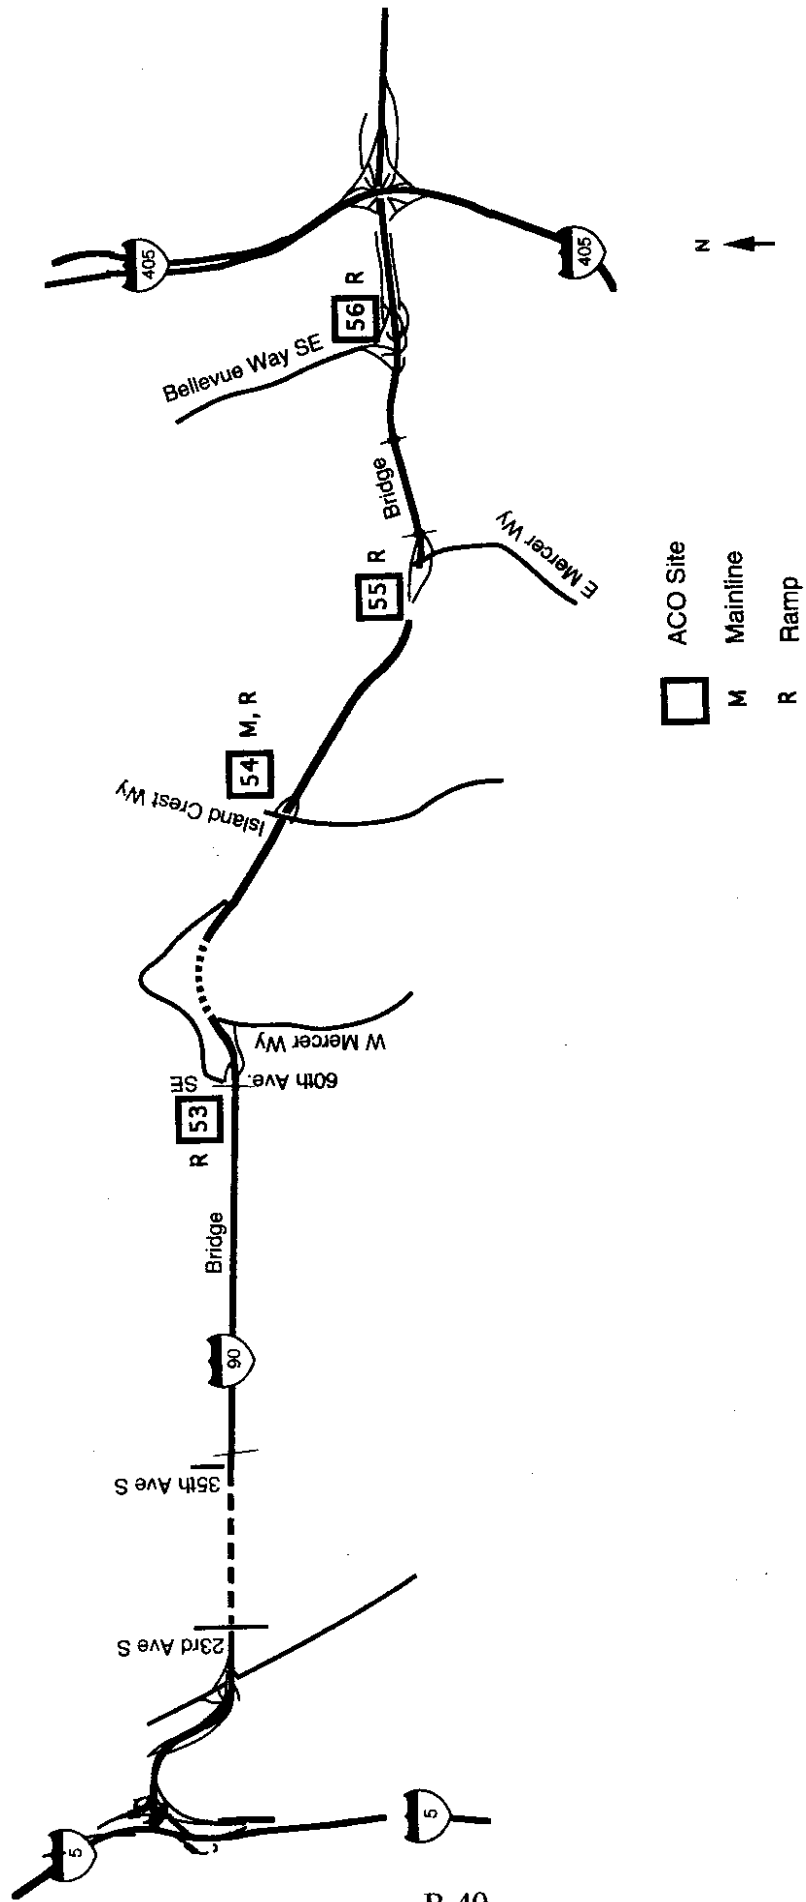 405
405
N
56 R
Bellevue Way SE
Bridge
55 R
E Mercer Wy
ACO Site
M Mainline
R Ramp
54 M, R
Island Crest Wy
W Mercer Wy
60th Ave.
SE
R 53
Bridge
90
35th Ave S
23rd Ave S
5
5
B-40